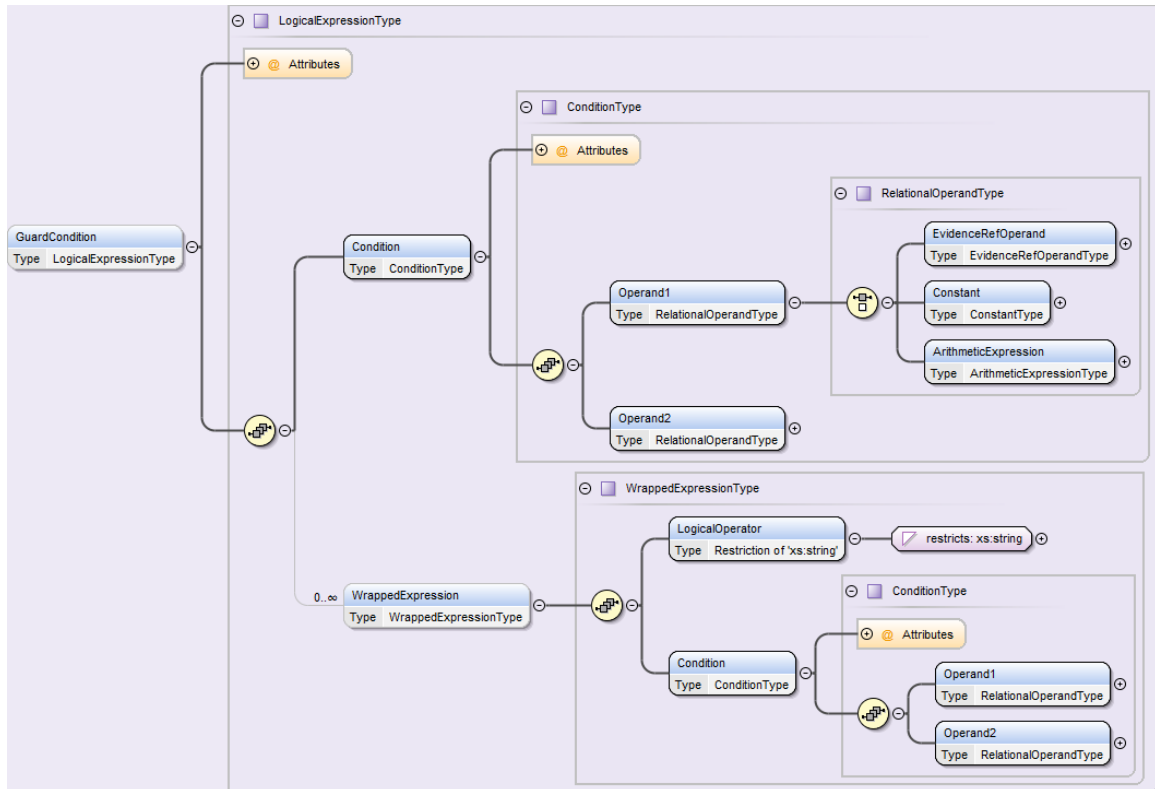 LogicalExpressionType
@ Attributes
ConditionType
@ Attributes
RelationalOperandType
GuardCondition
Type LogicalExpressionType
Condition
Type ConditionType
EvidenceRefOperand
Type EvidenceRefOperandType
Operand1
Type RelationalOperandType
Constant
Type ConstantType
ArithmeticExpression
Type ArithmeticExpressionType
Operand2
Type RelationalOperandType
WrappedExpressionType
LogicalOperator
Type Restriction of 'xs:string'
restricts: xs:string
0..∞
WrappedExpression
Type WrappedExpressionType
ConditionType
@ Attributes
Condition
Type ConditionType
Operand1
Type RelationalOperandType
Operand2
Type RelationalOperandType